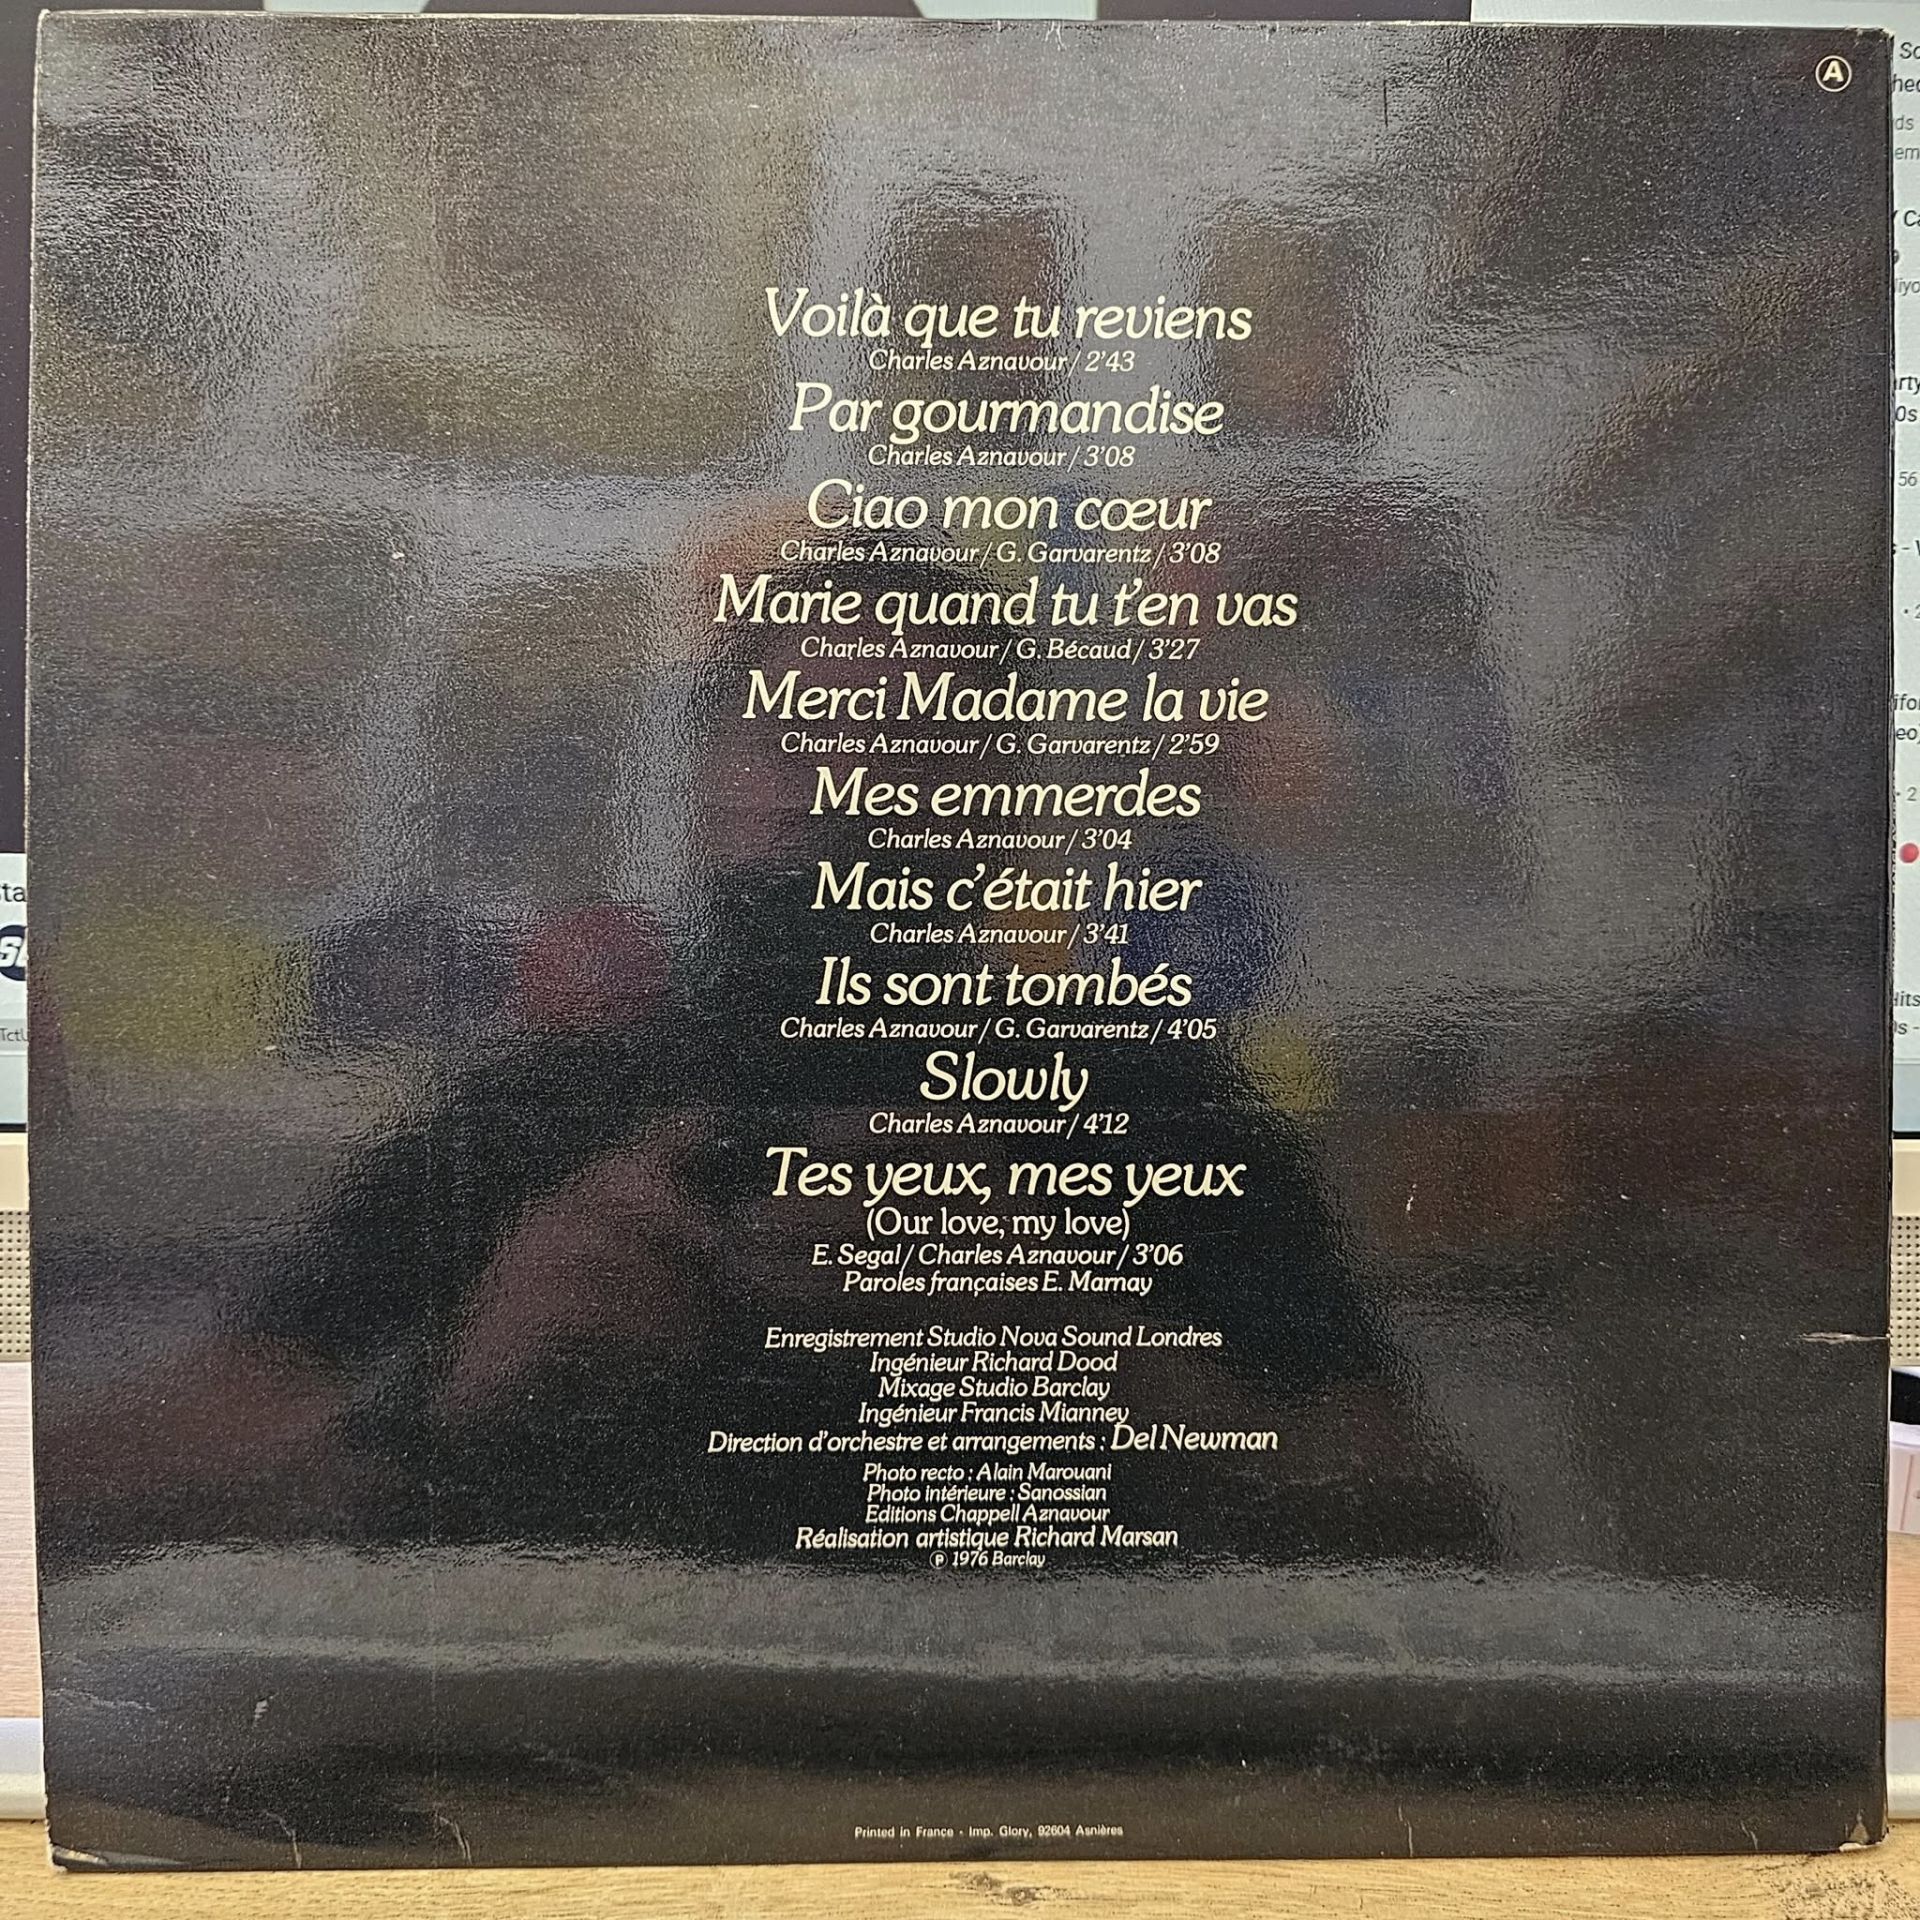 A
Voilà que tu reviens
Charles Aznavour / 2'43
Par gourmandise
Charles Aznavour / 3'08
Ciao mon cœur
Charles Aznavour / G. Garvarentz / 3'08
Marie quand tu t'en vas
Charles Aznavour / G. Bécaud / 3'27
Merci Madame la vie
Charles Aznavour / G. Garvarentz / 2'59
Mes emmerdes
Charles Aznavour / 3'04
Mais c'était hier
Charles Aznavour / 3'41
Ils sont tombés
Charles Aznavour / G. Garvarentz / 4'05
Slowly
Charles Aznavour / 4'12
Tes yeux, mes yeux
(Our love, my love)
E. Segal / Charles Aznavour / 3'06
Paroles françaises E. Marnay
Enregistrement Studio Nova Sound Londres
Ingénieur Richard Dood
Mixage Studio Barclay
Ingénieur Francis Mianney
Direction d'orchestre et arrangements : Del Newman
Photo recto : Alain Marouani
Photo intérieure : Sanossian
Editions Chappell Aznavour
Réalisation artistique Richard Marsan
℗ 1976 Barclay
Printed in France - Imp. Glory, 92604 Asnières